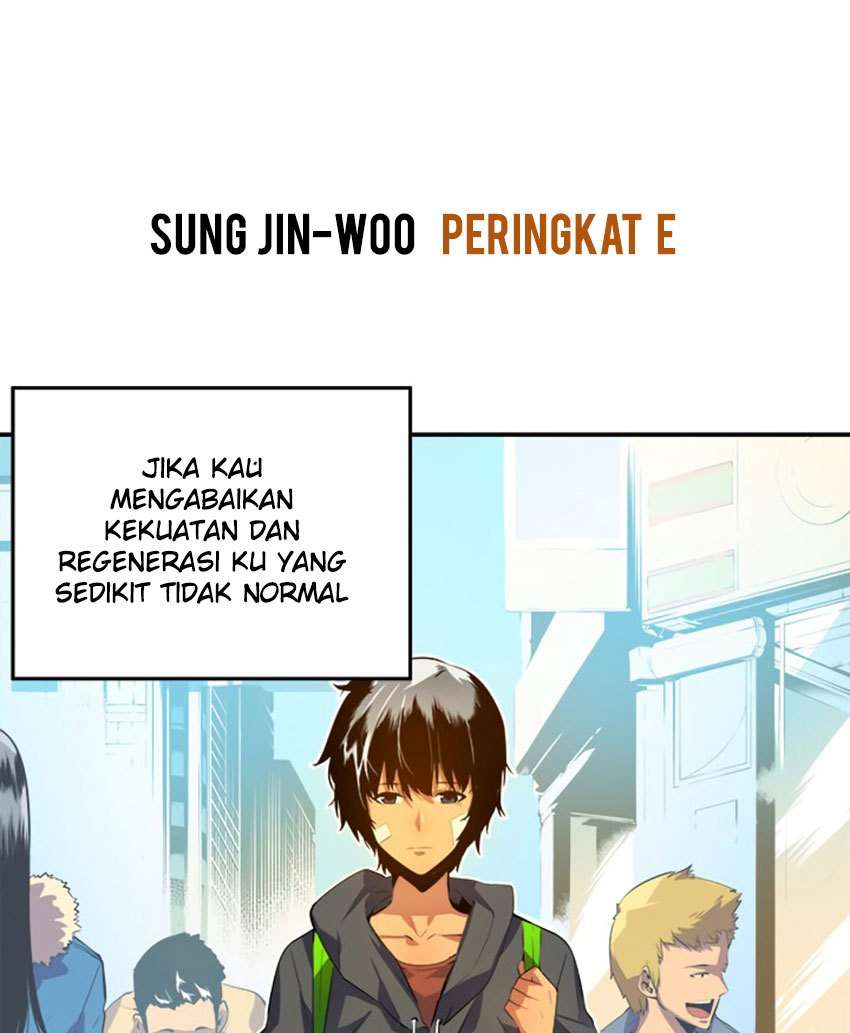 SUNG JIN-WOO PERINGKAT E
JIKA KAU
MENGABAIKAN
KEKUATAN DAN
REGENERASI KU YANG
SEDIKIT TIDAK NORMAL